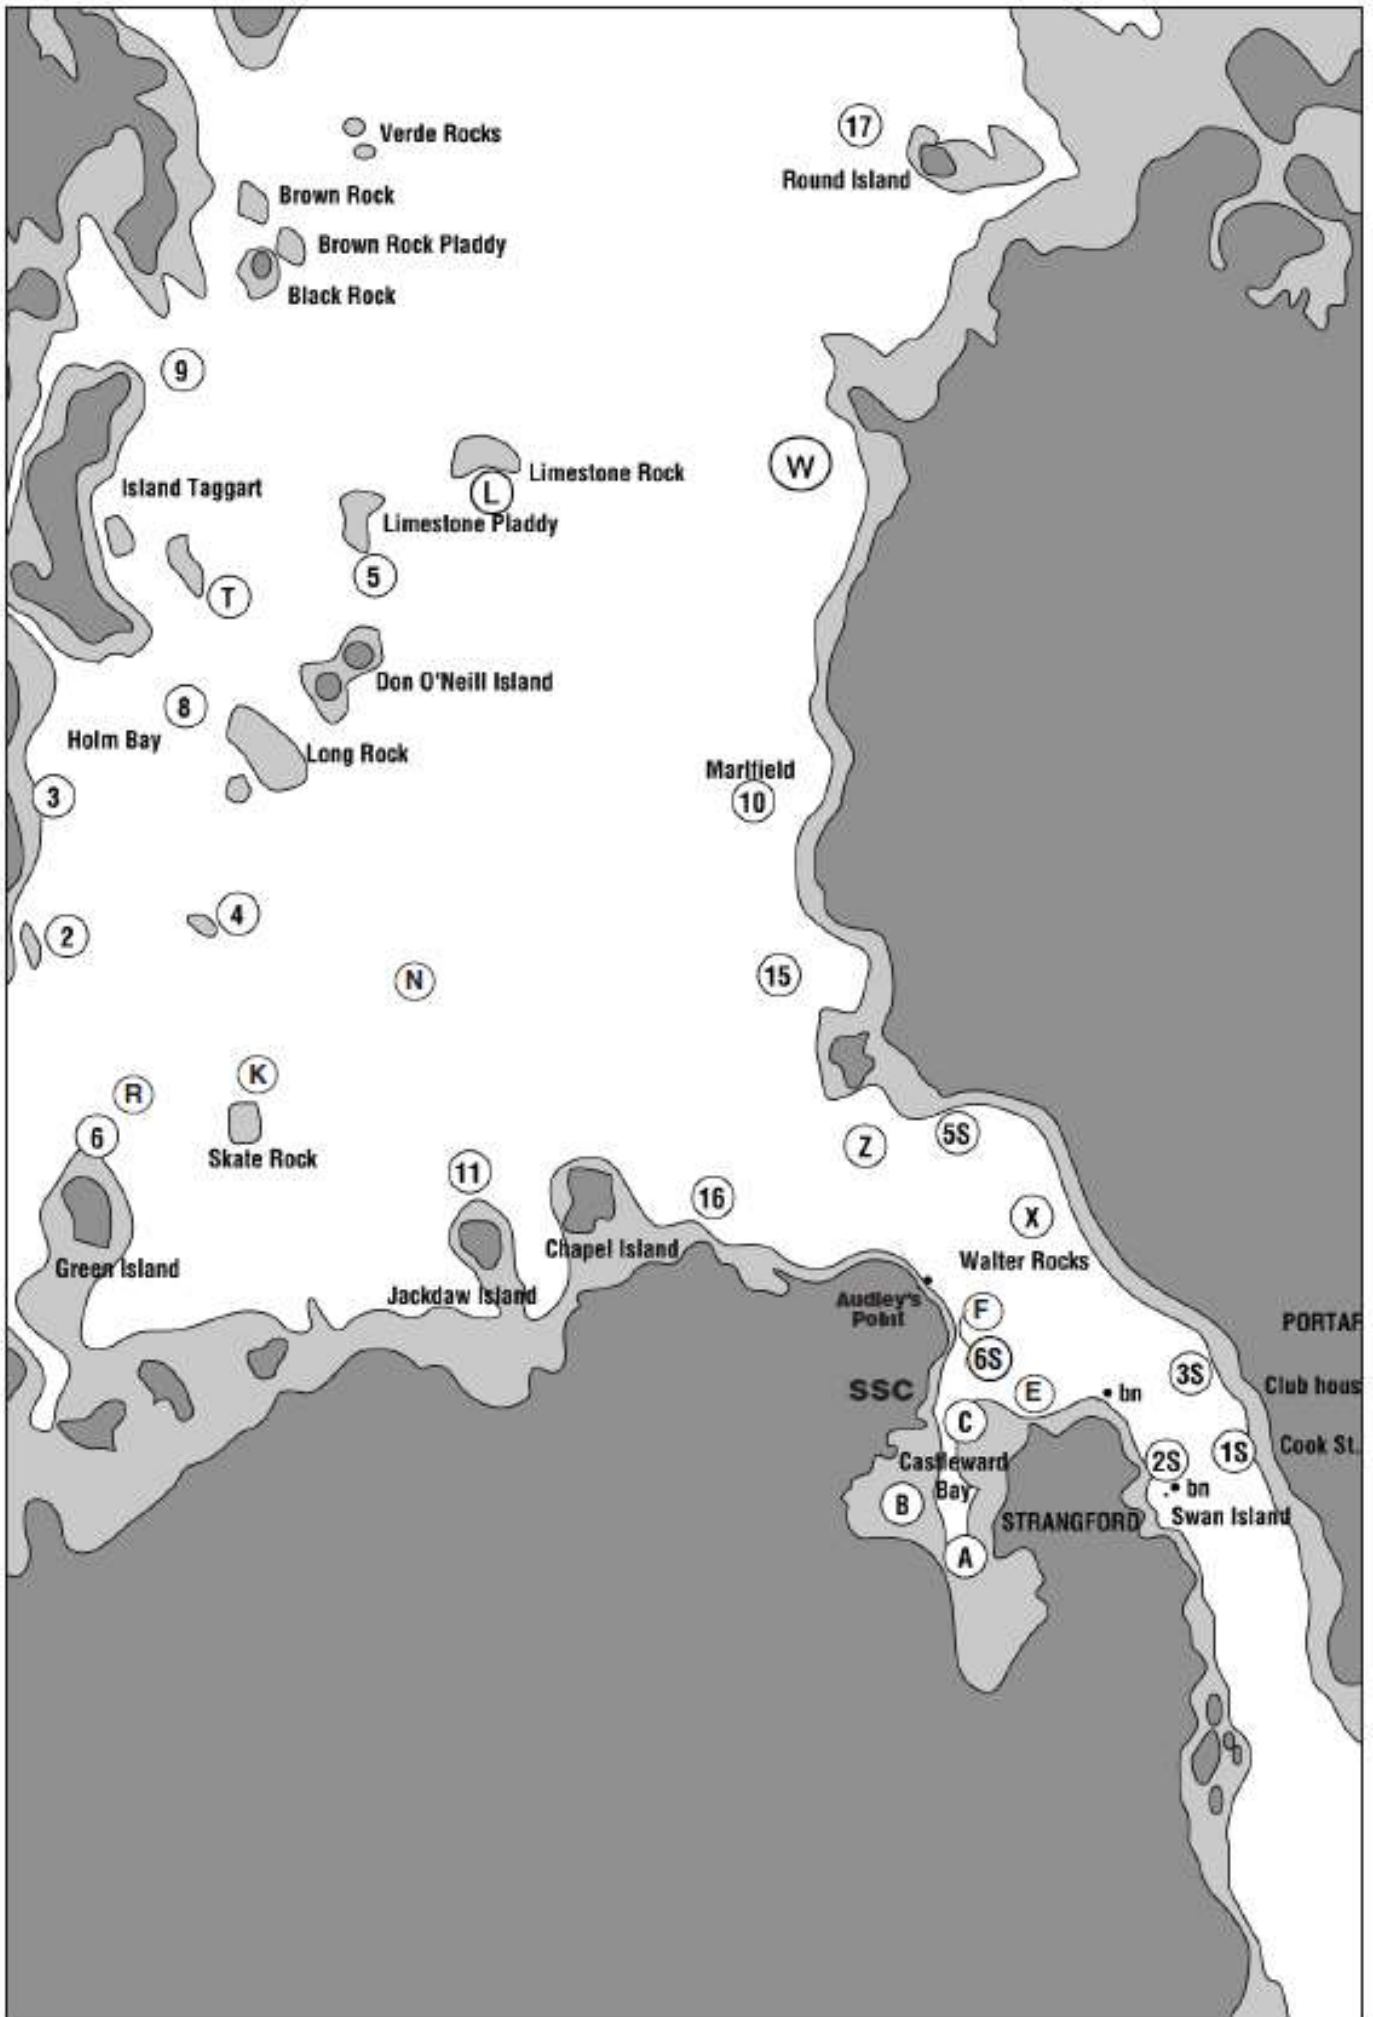 17
Verde Rocks
Round Island
Brown Rock
Brown Rock Pladdy
Black Rock
9
W
Limestone Rock
Island Taggart
L
Limestone Pladdy
5
T
Don O'Neill Island
8
Holm Bay
Long Rock
Marlfield
3
10
4
2
15
N
K
R
6
5S
Z
Skate Rock
11
16
X
Chapel Island
Walter Rocks
Green Island
Jackdaw Island
Audley's
Point
F
PORTAF
6S
3S
SSC
E
bn
Club hous
C
Castleward
Bay
2S
1S
Cook St.
bn
B
STRANGFORD
Swan Island
A